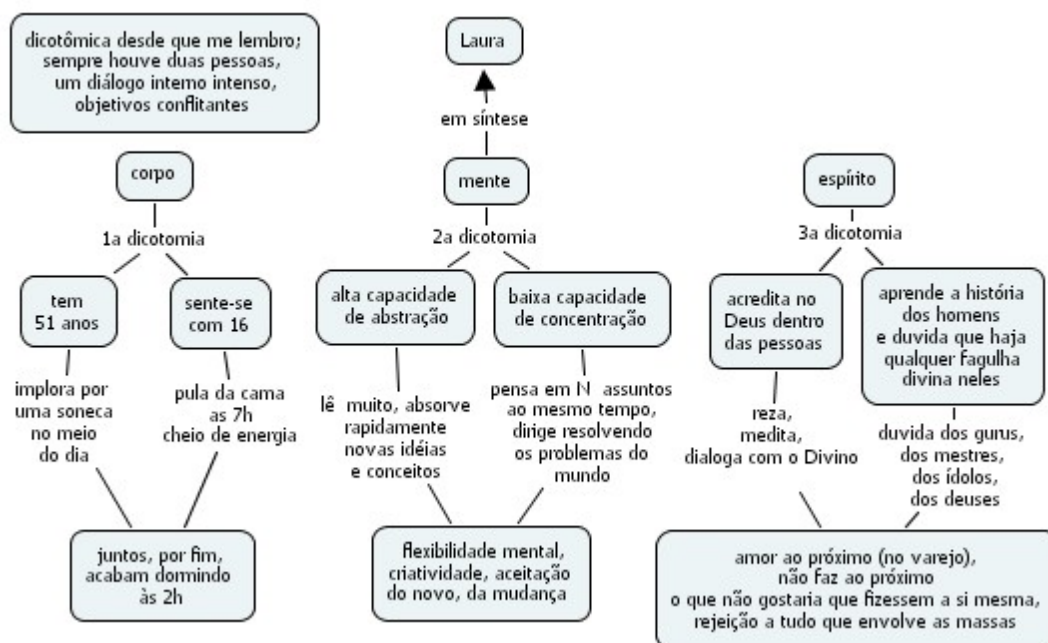 dicotômica desde que me lembro;
sempre houve duas pessoas,
um diálogo interno intenso,
objetivos conflitantes
Laura
em síntese
corpo
1a dicotomia
tem
51 anos
sente-se
com 16
implora por
uma soneca
no meio
do dia
pula da cama
as 7h
cheio de energia
juntos, por fim,
acabam dormindo
às 2h
mente
2a dicotomia
alta capacidade
de abstração
baixa capacidade
de concentração
lê muito, absorve
rapidamente
novas idéias
e conceitos
pensa em N assuntos
ao mesmo tempo,
dirige resolvendo
os problemas do
mundo
flexibilidade mental,
criatividade, aceitação
do novo, da mudança
espírito
3a dicotomia
acredita no
Deus dentro
das pessoas
aprende a história
dos homens
e duvida que haja
qualquer fagulha
divina neles
reza,
medita,
dialoga com o Divino
duvida dos gurus,
dos mestres,
dos ídolos,
dos deuses
amor ao próximo (no varejo),
não faz ao próximo
o que não gostaria que fizessem a si mesma,
rejeição a tudo que envolve as massas